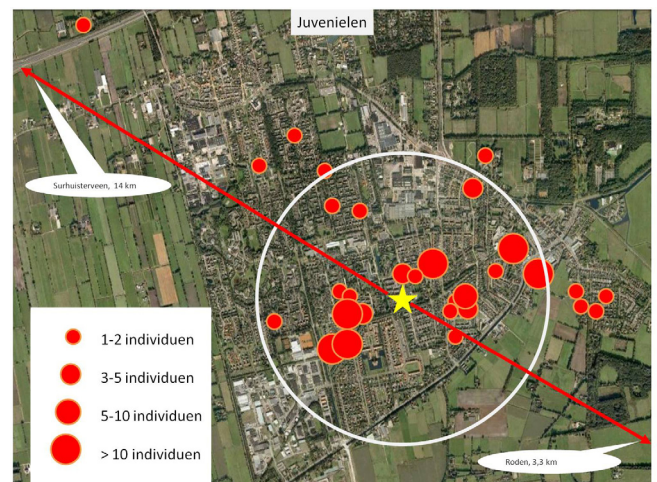 Juvenielen
Surhuisterveen, 14 km
1-2 individuen
3-5 individuen
5-10 individuen
> 10 individuen
Roden, 3,3 km